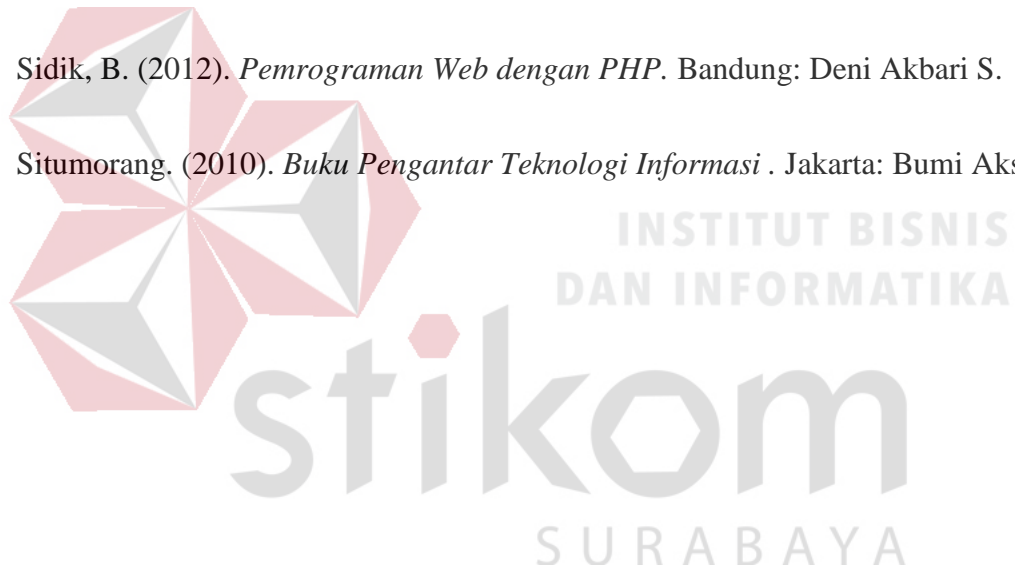 Sidik, B. (2012). Pemrograman Web dengan PHP. Bandung: Deni Akbari S.
Situmorang. (2010). Buku Pengantar Teknologi Informasi . Jakarta: Bumi
INSTITUT BISNIS
DAN INFORMATIKA
stikom
SURABAYA